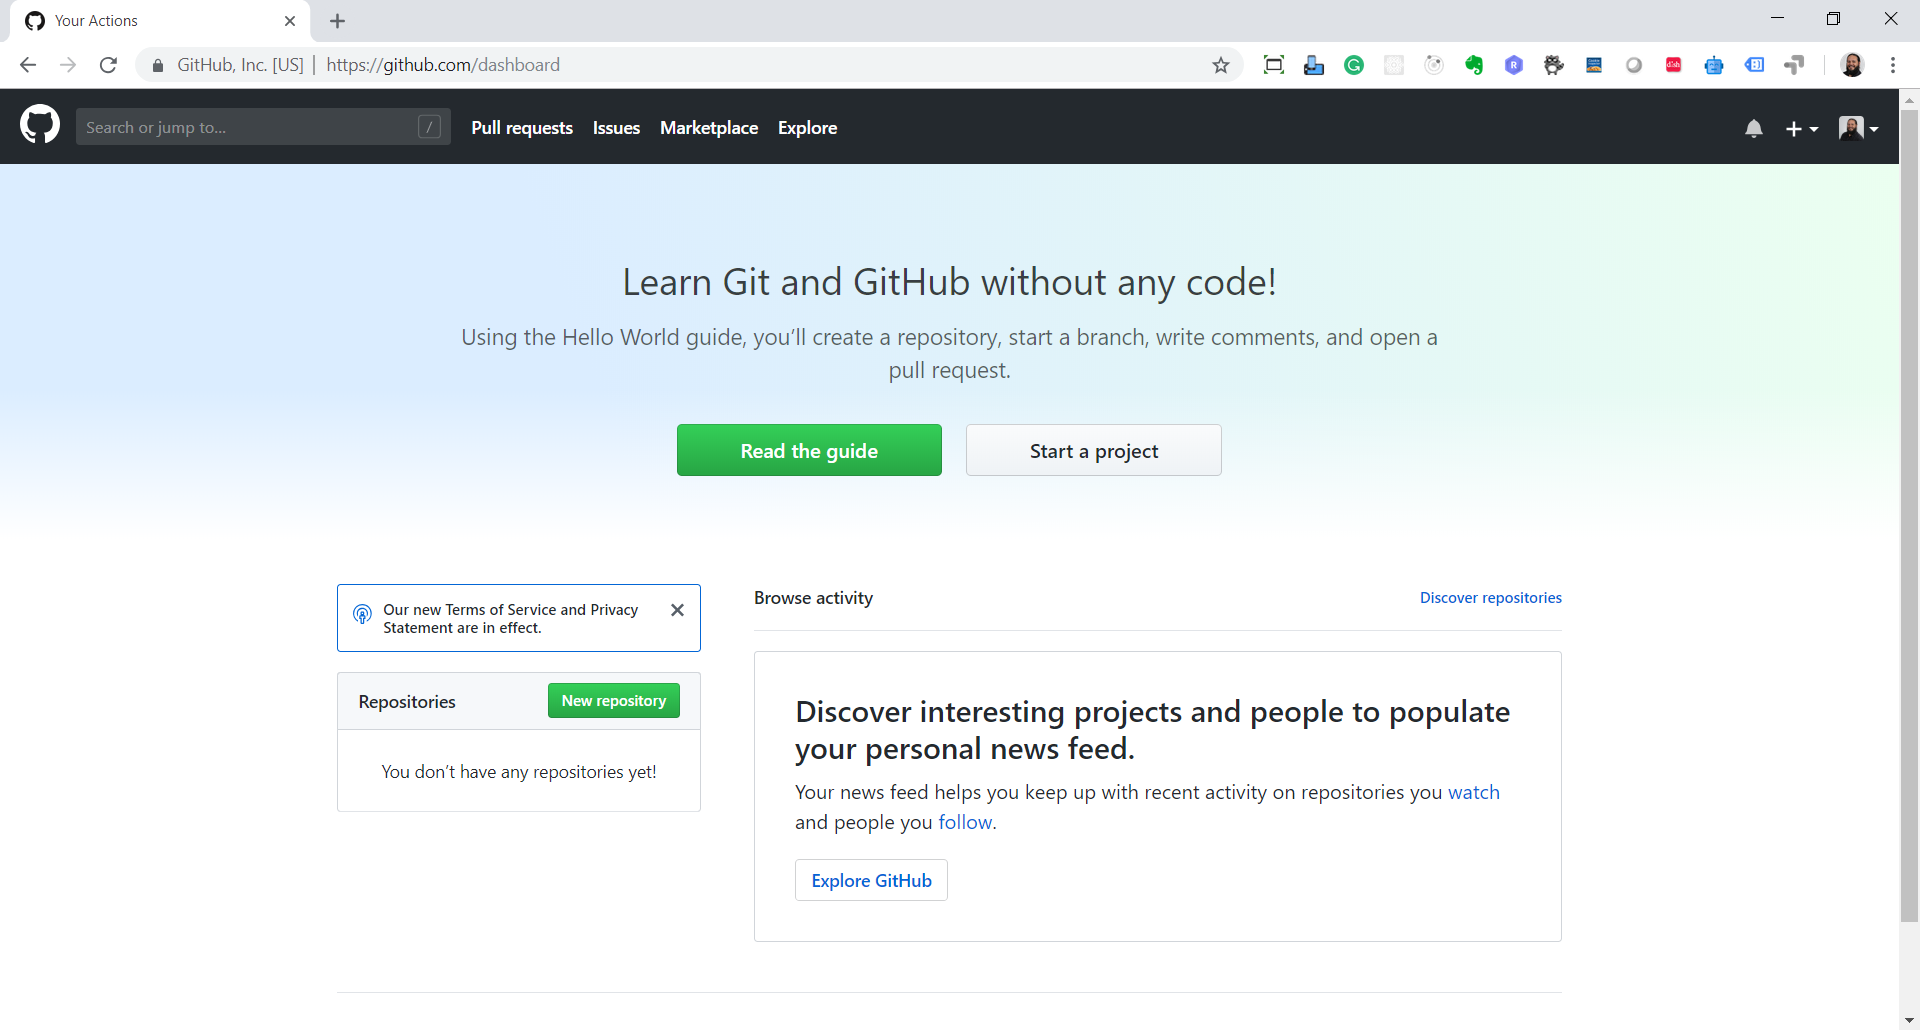 Your Actions
GitHub, Inc. [US] | https://github.com/dashboard
Search or jump to... /
Pull requests Issues Marketplace Explore
Learn Git and GitHub without any code!
Using the Hello World guide, you’ll create a repository, start a branch, write comments, and open a
pull request.
Read the guide Start a project
Our new Terms of Service and Privacy
Statement are in effect.
Repositories New repository
You don’t have any repositories yet!
Browse activity Discover repositories
Discover interesting projects and people to populate
your personal news feed.
Your news feed helps you keep up with recent activity on repositories you watch
and people you follow.
Explore GitHub